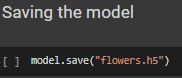 Saving the model
[ ] model.save("flowers.h5")